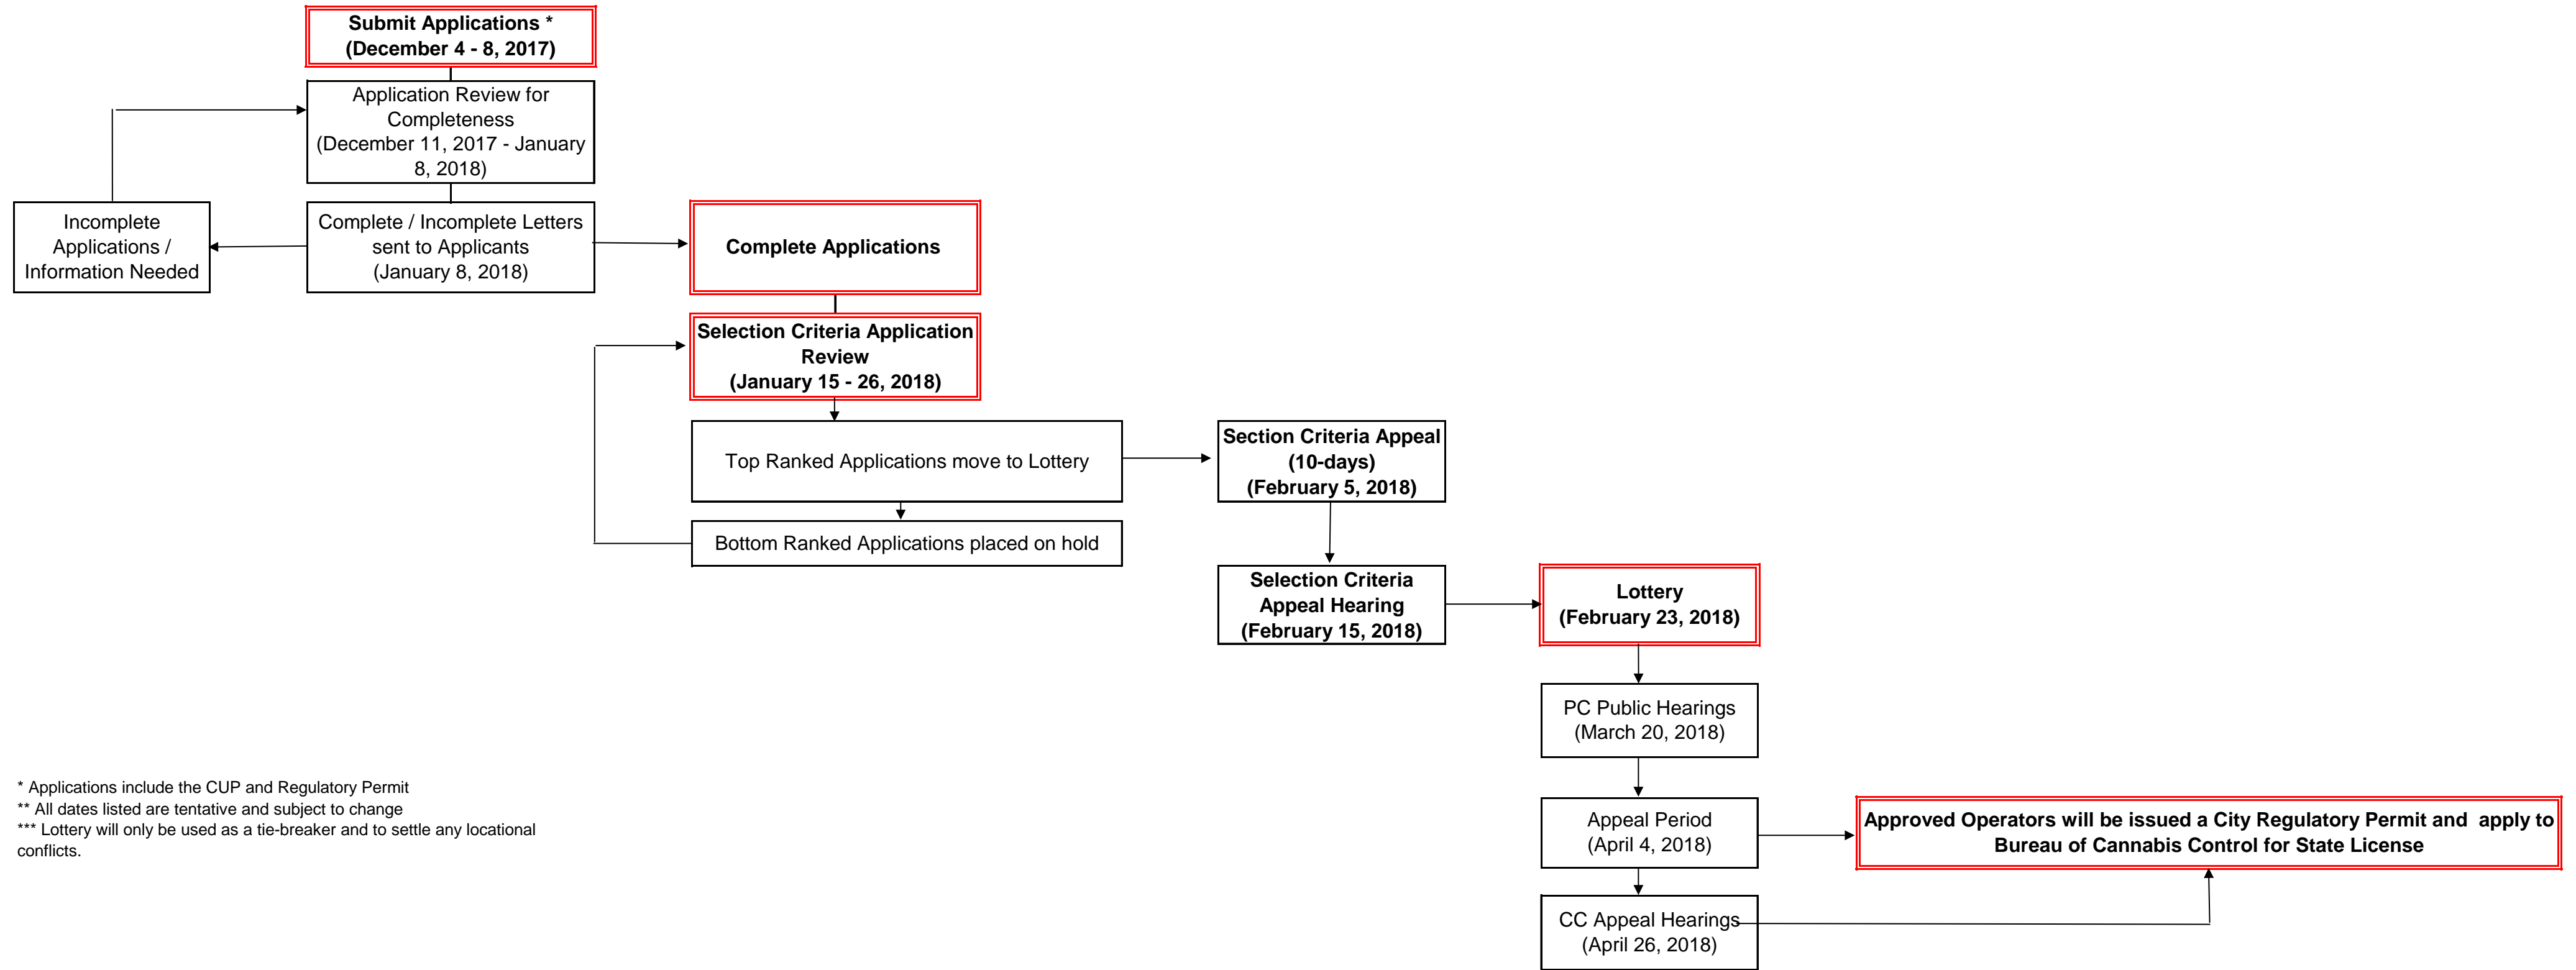 Submit Applications *
(December 4 - 8, 2017)
Application Review for
Completeness
(December 11, 2017 - January
8, 2018)
Incomplete
Applications /
Information Needed
Complete / Incomplete Letters
sent to Applicants
(January 8, 2018)
Complete Applications
Selection Criteria Application
Review
(January 15 - 26, 2018)
Top Ranked Applications move to Lottery
Section Criteria Appeal
(10-days)
(February 5, 2018)
Bottom Ranked Applications placed on hold
Selection Criteria
Appeal Hearing
(February 15, 2018)
Lottery
(February 23, 2018)
PC Public Hearings
(March 20, 2018)
Appeal Period
(April 4, 2018)
Approved Operators will be issued a City Regulatory Permit and apply to
Bureau of Cannabis Control for State License
CC Appeal Hearings
(April 26, 2018)
* Applications include the CUP and Regulatory Permit
** All dates listed are tentative and subject to change
*** Lottery will only be used as a tie-breaker and to settle any locational
conflicts.